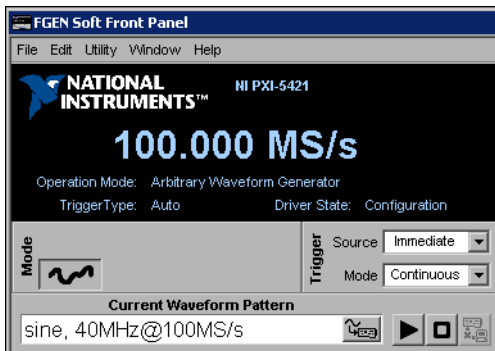 FGEN Soft Front Panel
File Edit Utility Window Help
NATIONAL INSTRUMENTS™
NI PXI-5421
100.000 MS/s
Operation Mode: Arbitrary Waveform Generator
TriggerType: Auto Driver State: Configuration
Mode
Trigger
Source Immediate
Mode Continuous
Current Waveform Pattern
sine, 40MHz@100MS/s